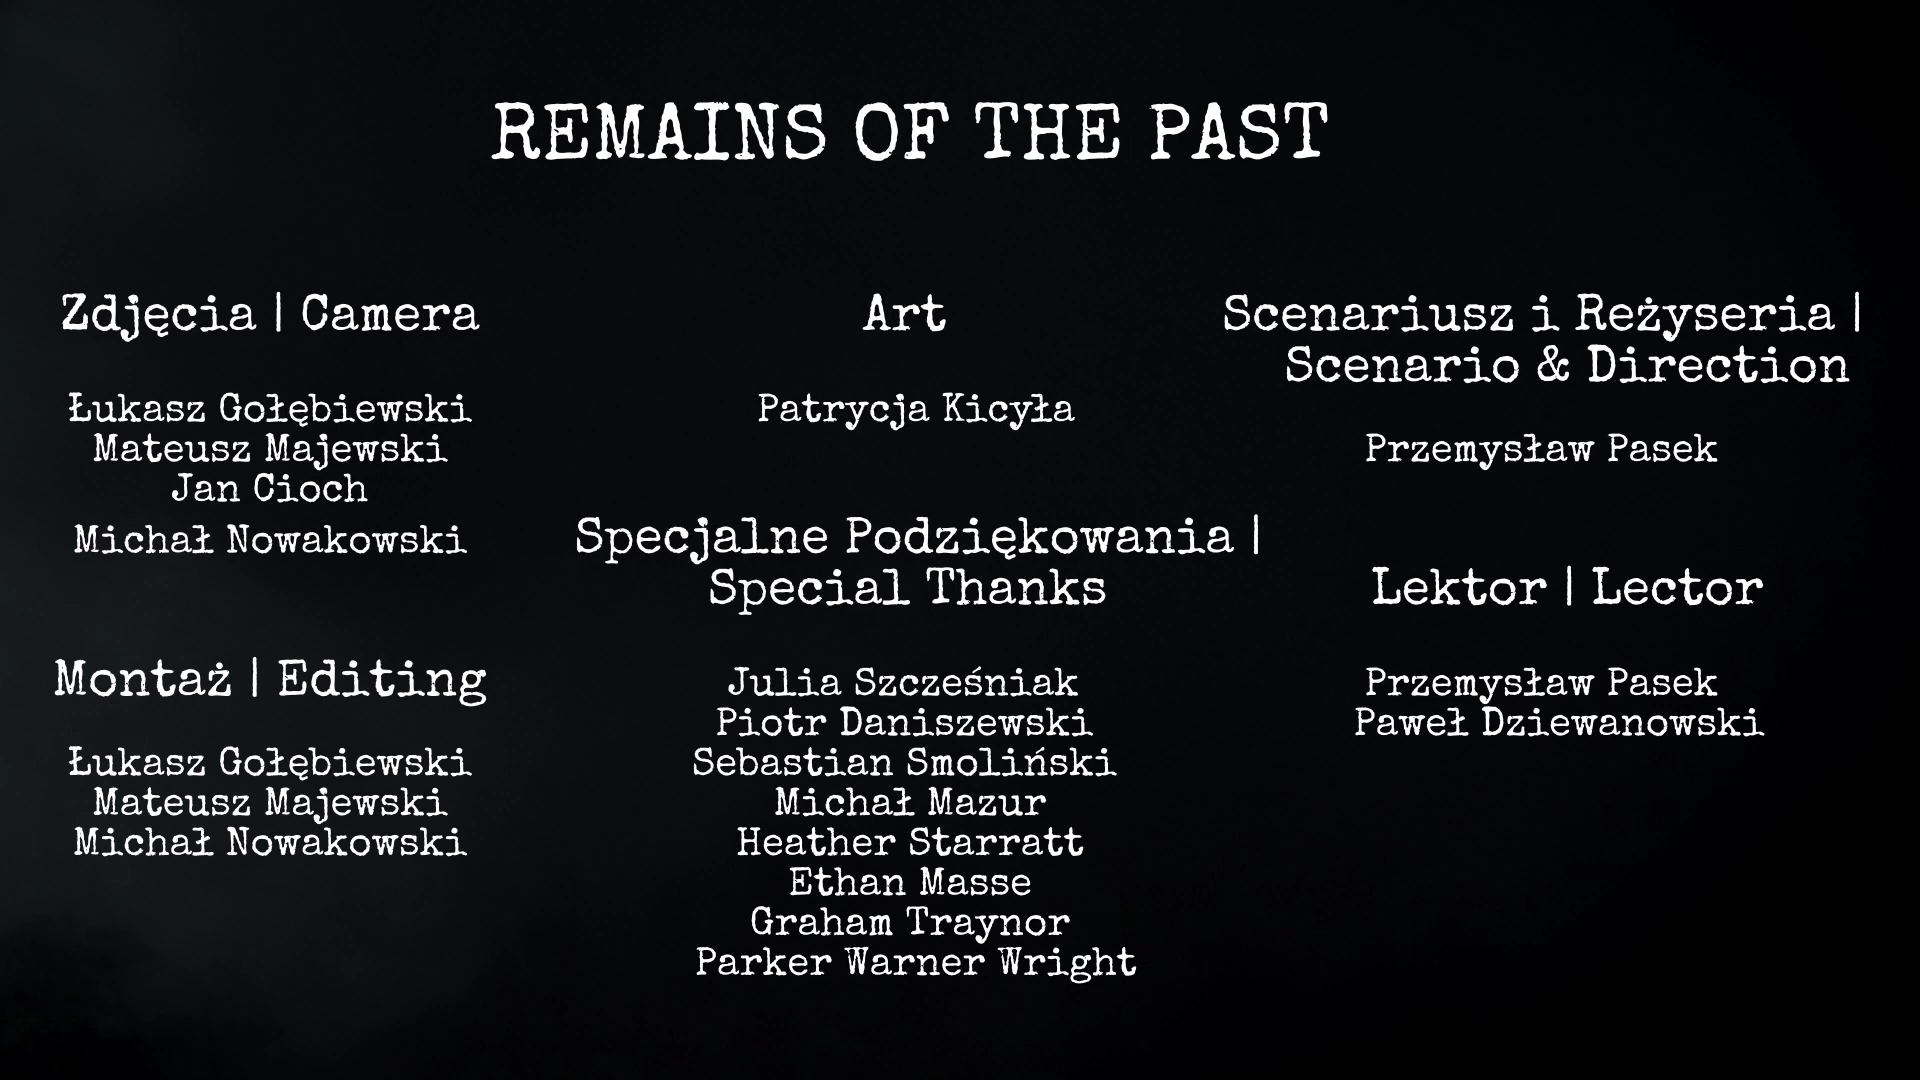 REMAINS OF THE PAST
Zdjęcia | Camera
Łukasz Gołębiewski
Mateusz Majewski
Jan Cioch
Michał Nowakowski
Montaż | Editing
Łukasz Gołębiewski
Mateusz Majewski
Michał Nowakowski
Art
Patrycja Kicyła
Specjalne Podziękowania |
Special Thanks
Julia Szcześniak
Piotr Daniszewski
Sebastian Smoliński
Michał Mazur
Heather Starratt
Ethan Masse
Graham Traynor
Parker Warner Wright
Scenariusz i Reżyseria |
Scenario & Direction
Przemysław Pasek
Lektor | Lector
Przemysław Pasek
Paweł Dziewanowski